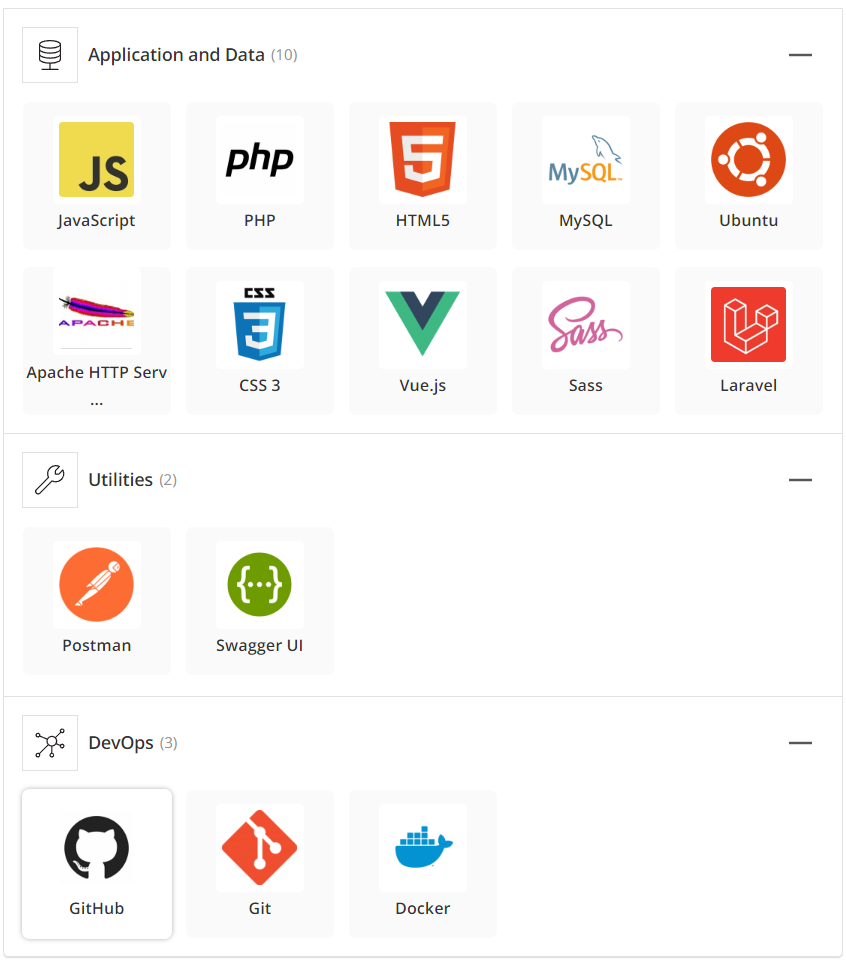 Application and Data (10)
JS
php
5
MySQL
JavaScript
PHP
HTML5
MySQL
Ubuntu
APACHE
CSS
3
Sass
Apache HTTP Serv
...
CSS 3
Vue.js
Sass
Laravel
Utilities (2)
{...}
Postman
Swagger UI
DevOps (3)
GitHub
Git
Docker